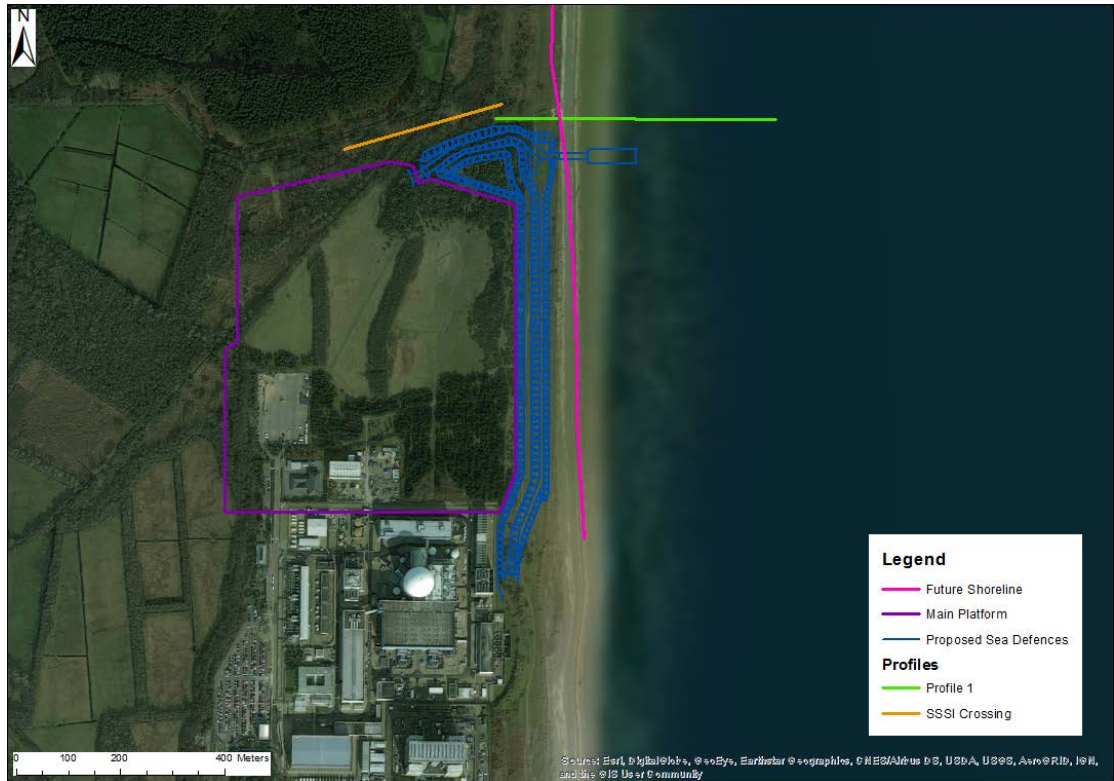 N
Legend
Future Shoreline
Main Platform
Proposed Sea Defences
Profiles
Profile 1
SSSI Crossing
0 100 200 400 Meters
Source: Esri, DigitalGlobe, GeoEye, Earthstar Geographics, CNES/Airbus DS, USDA, USGS, AeroGRID, IGN,
and the GIS User Community